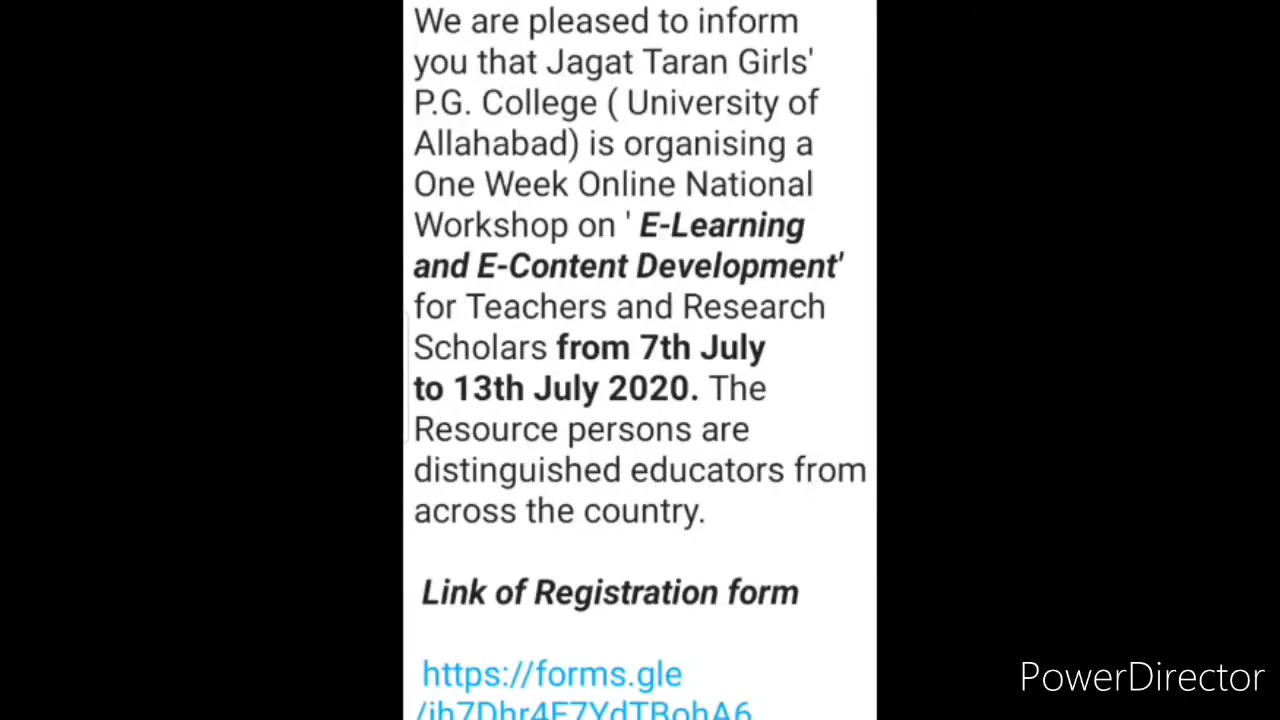 We are pleased to inform
you that Jagat Taran Girls'
P.G. College ( University of
Allahabad) is organising a
One Week Online National
Workshop on ' E-Learning
and E-Content Development'
for Teachers and Research
Scholars from 7th July
to 13th July 2020. The
Resource persons are
distinguished educators from
across the country.
Link of Registration form
https://forms.gle
PowerDirector